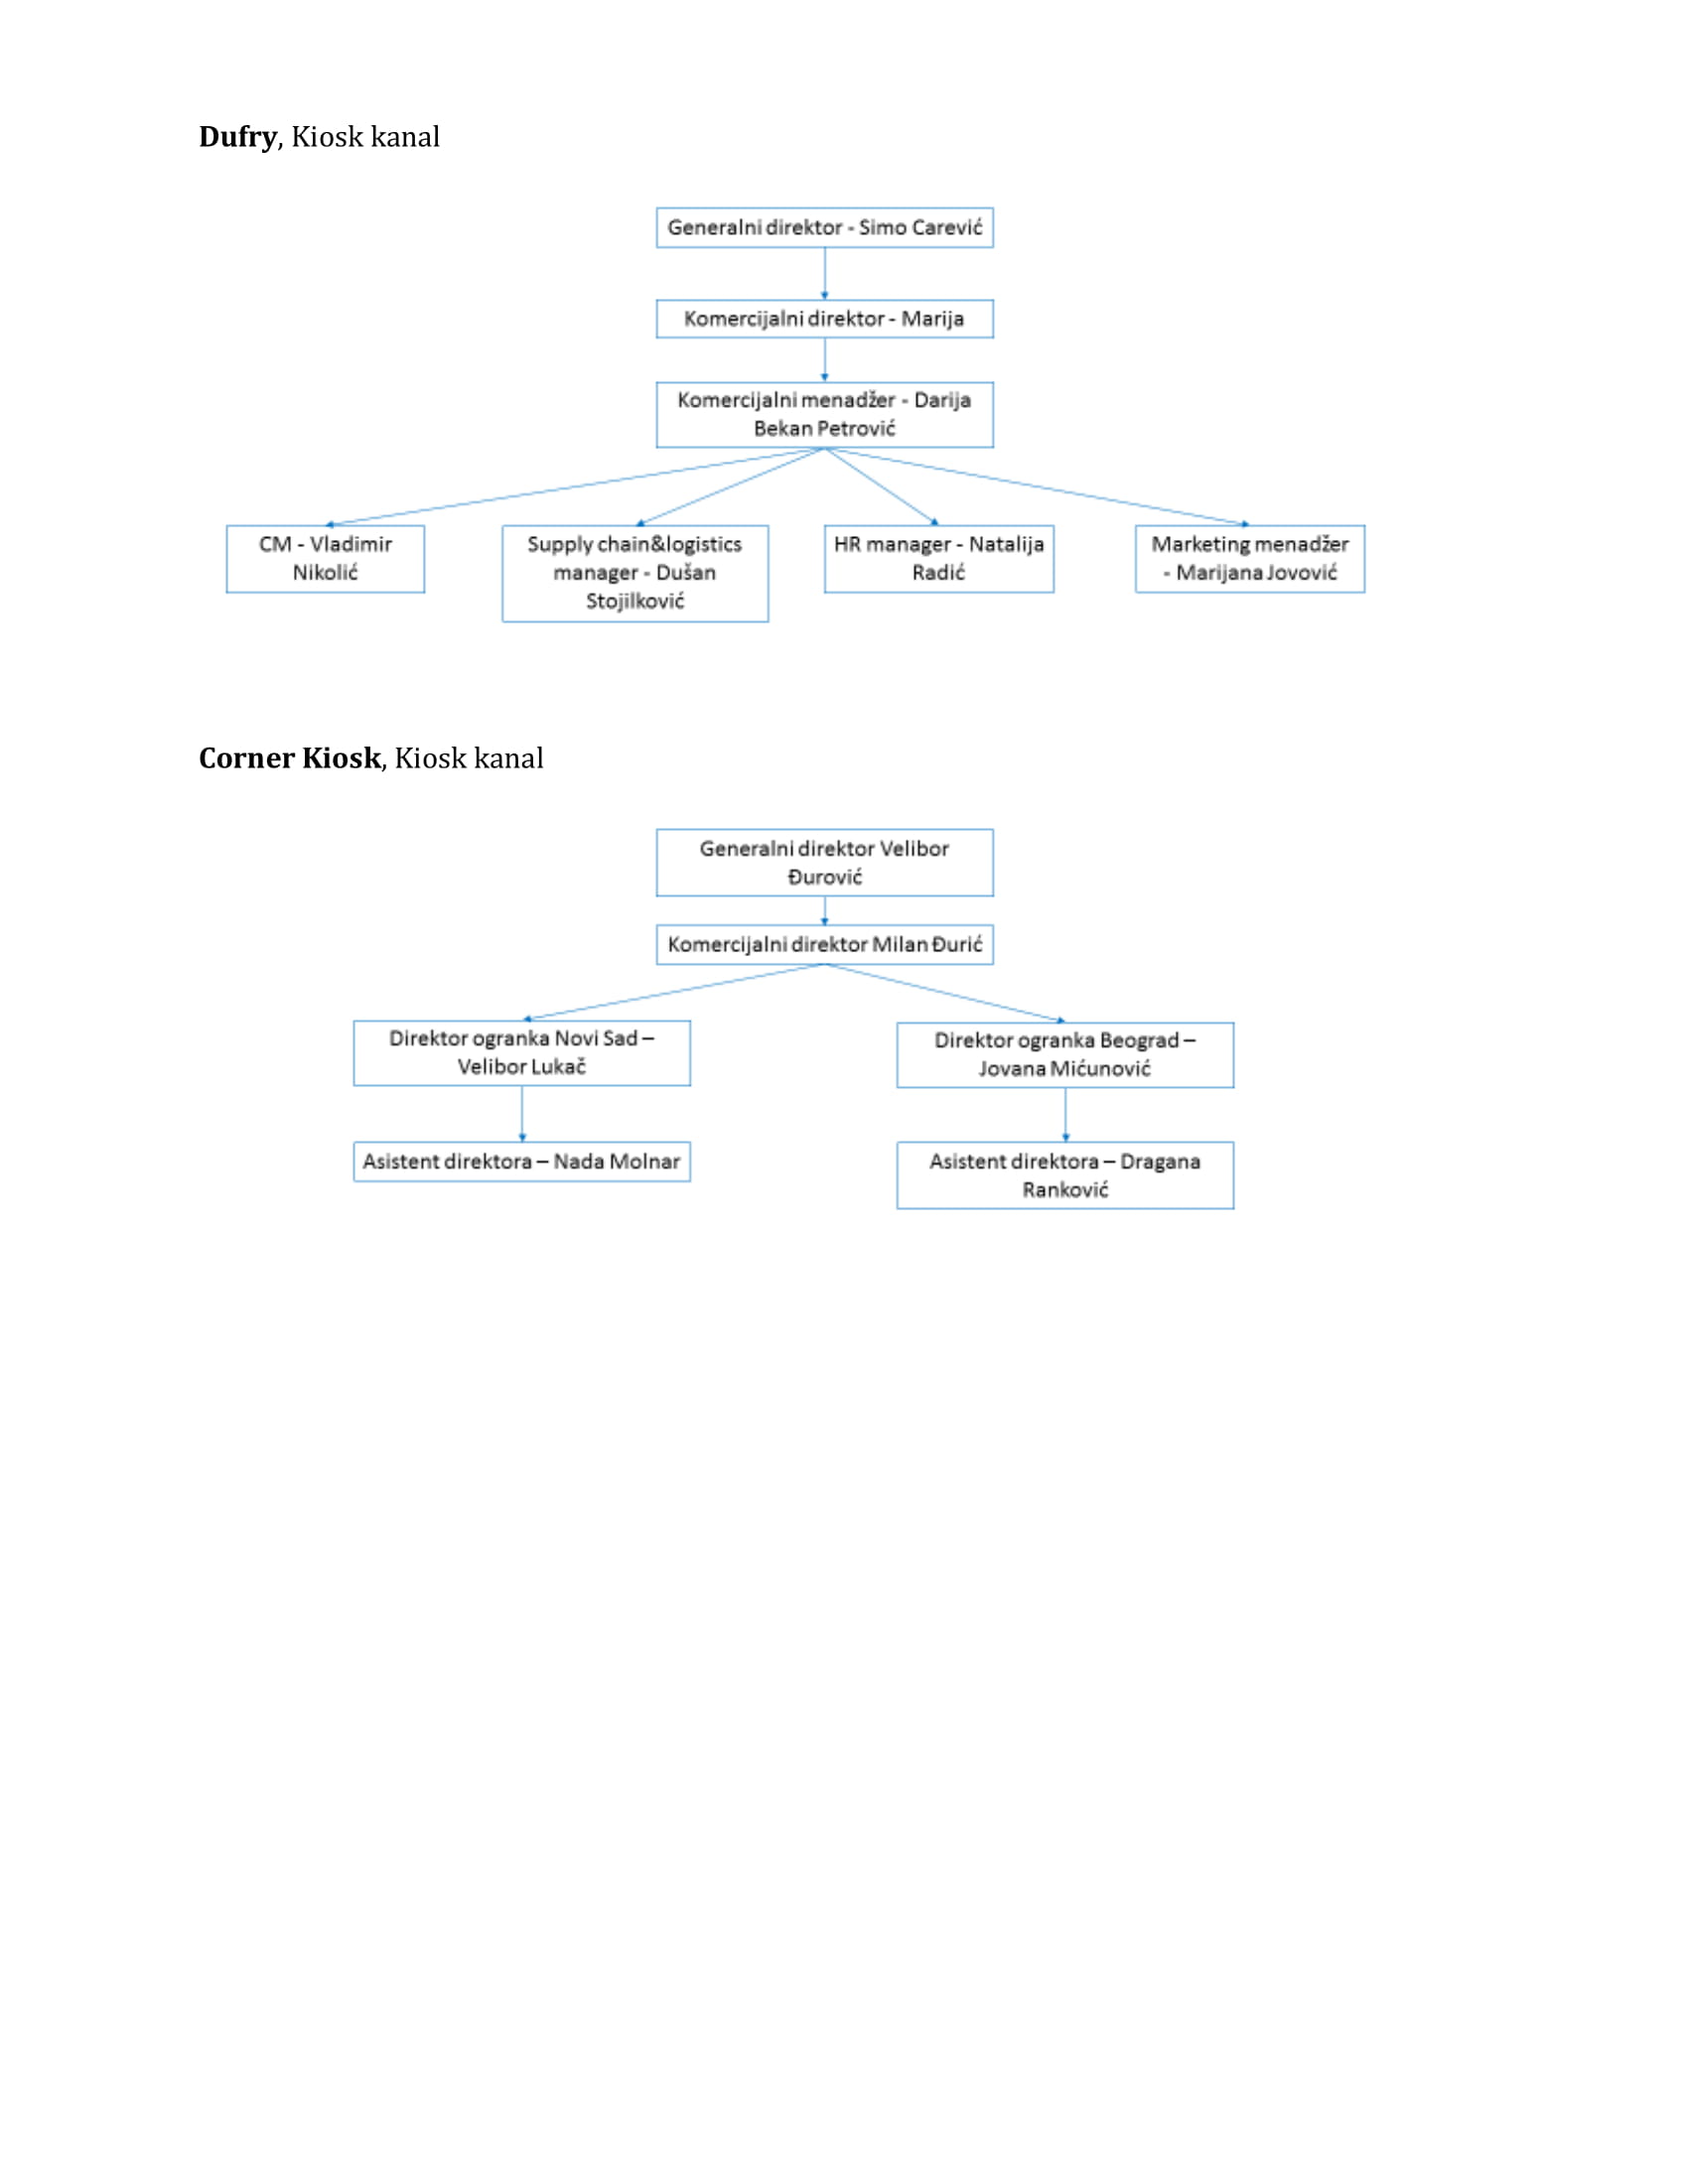 Dufry, Kiosk kanal
Generalni direktor - Simo Carević
Komercijalni direktor - Marija
Komercijalni menadžer - Darija
Bekan Petrović
CM - Vladimir
Nikolić
Supply chain&logistics
manager - Dušan
Stojilković
HR manager - Natalija
Radić
Marketing menadžer
- Marijana Jovović
Corner Kiosk, Kiosk kanal
Generalni direktor Velibor
Đurović
Komercijalni direktor Milan Đurić
Direktor ogranka Novi Sad –
Velibor Lukač
Direktor ogranka Beograd –
Jovana Mićunović
Asistent direktora – Nada Molnar
Asistent direktora – Dragana
Ranković